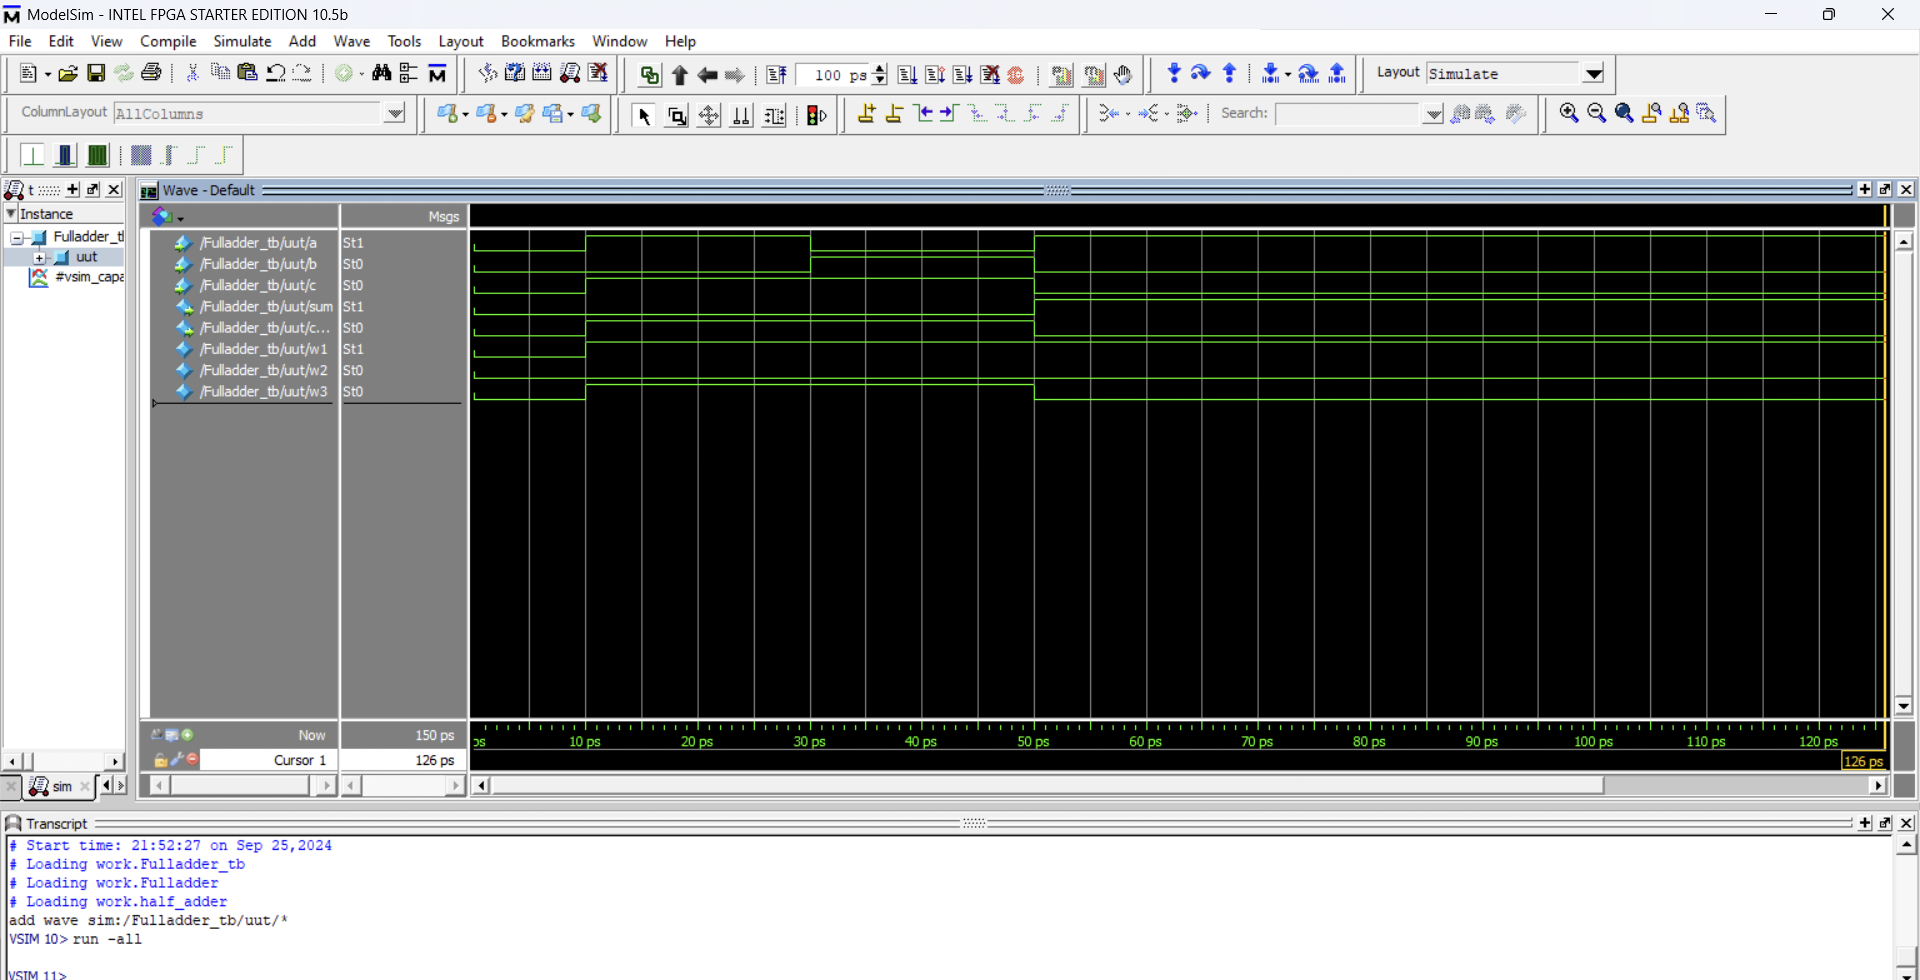 ModelSim - INTEL FPGA STARTER EDITION 10.5b
File Edit View Compile Simulate Add Wave Tools Layout Bookmarks Window Help
100 ps
Layout Simulate
ColumnLayout AllColumns
Search:
t
Wave - Default
Instance
Msgs
Fulladder_t
uut
#vsim_capa
/Fulladder_tb/uut/a St1
/Fulladder_tb/uut/b St0
/Fulladder_tb/uut/c St0
/Fulladder_tb/uut/sum St1
/Fulladder_tb/uut/c... St0
/Fulladder_tb/uut/w1 St1
/Fulladder_tb/uut/w2 St0
/Fulladder_tb/uut/w3 St0
Now 150 ps
ps 10 ps 20 ps 30 ps 40 ps 50 ps 60 ps 70 ps 80 ps 90 ps 100 ps 110 ps 120 ps
Cursor 1 126 ps
126 ps
sim
Transcript
# Start time: 21:52:27 on Sep 25,2024
# Loading work.Fulladder_tb
# Loading work.Fulladder
# Loading work.half_adder
add wave sim:/Fulladder_tb/uut/*
VSIM 10> run -all
VSIM 11>